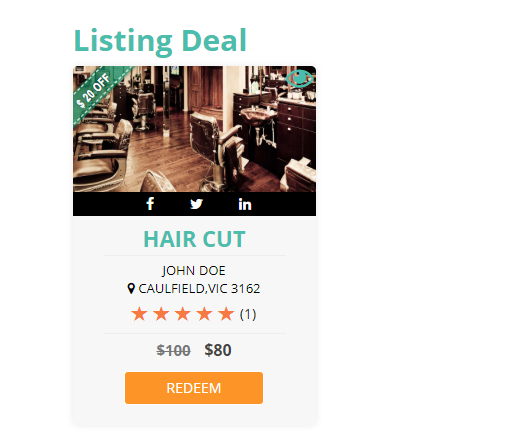 Listing Deal
$ 20 OFF
HAIR CUT
JOHN DOE
CAULFIELD,VIC 3162
(1)
$100 $80
REDEEM